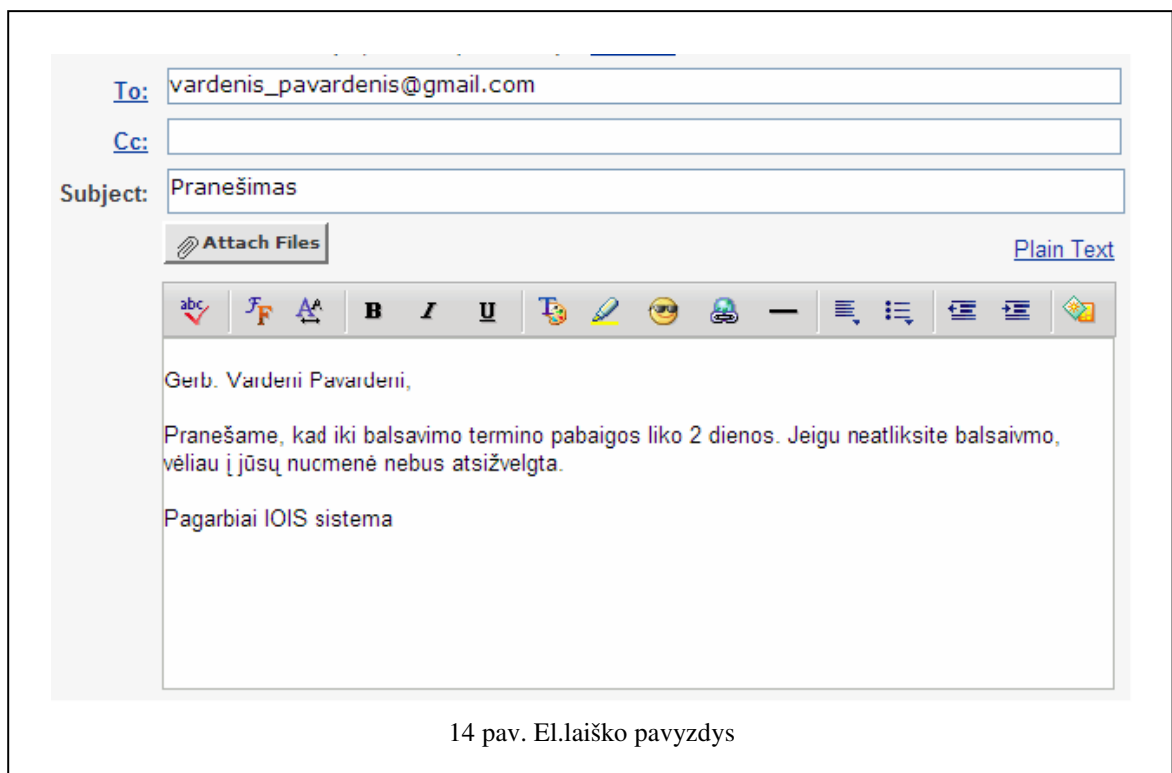 To: vardenis_pavardenis@gmail.com
Cc:
Subject: Pranešimas
Attach Files
Plain Text
abc
B I U
Gerb. Vardeni Pavardeni,
Pranešame, kad iki balsavimo termino pabaigos liko 2 dienos. Jeigu neatliksite balsaivmo,
vėliau į jūsų nuomenė nebus atsižvelgta.
Pagarbiai IOIS sistema
14 pav. El.laiško pavyzdys